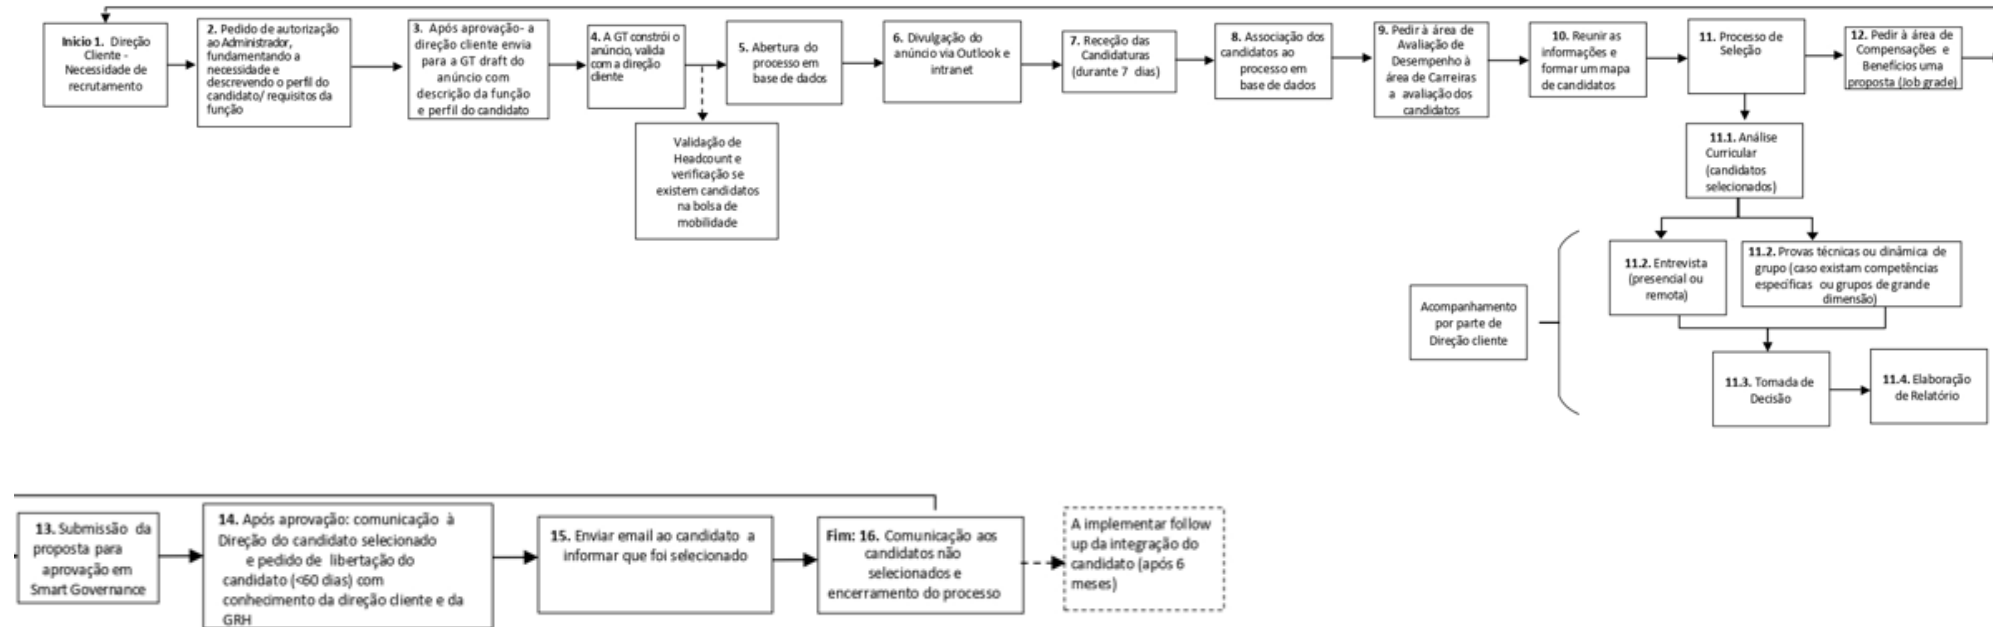 Início 1. Direção
Cliente -
Necessidade de
recrutamento
2. Pedido de autorização
ao Administrador,
fundamentando a
necessidade e
descrevendo o perfil do
candidato/ requisitos da
função
3. Após aprovação- a
direção cliente envia
para a GT draft do
anúncio com
descrição da função
e perfil do candidato
4. A GT constrói o
anúncio, valida
com a direção
cliente
Validação de
Headcount e
verificação se
existem candidatos
na bolsa de
mobilidade
5. Abertura do
processo em
base de dados
6. Divulgação do
anúncio via Outlook e
intranet
7. Receção das
Candidaturas
(durante 7 dias)
8. Associação dos
candidatos ao
processo em
base de dados
9. Pedir à área de
Avaliação de
Desempenho à
área de Carreiras
a avaliação dos
candidatos
10. Reunir as
informações e
formar um mapa
de candidatos
11. Processo de
Seleção
12. Pedir à área de
Compensações e
Benefícios uma
proposta (Job grade)
11.1. Análise
Curricular
(candidatos
selecionados)
11.2. Entrevista
(presencial ou
remota)
11.2. Provas técnicas ou dinâmica de
grupo (caso existam competências
específicas ou grupos de grande
dimensão)
Acompanhamento
por parte de
Direção cliente
11.3. Tomada de
Decisão
11.4. Elaboração
de Relatório
13. Submissão da
proposta para
aprovação em
Smart Governance
14. Após aprovação: comunicação à
Direção do candidato selecionado
e pedido de libertação do
candidato (<60 dias) com
conhecimento da direção cliente e da
GRH
15. Enviar email ao candidato a
informar que foi selecionado
Fim: 16. Comunicação aos
candidatos não
selecionados e
encerramento do processo
A implementar follow
up da integração do
candidato (após 6
meses)